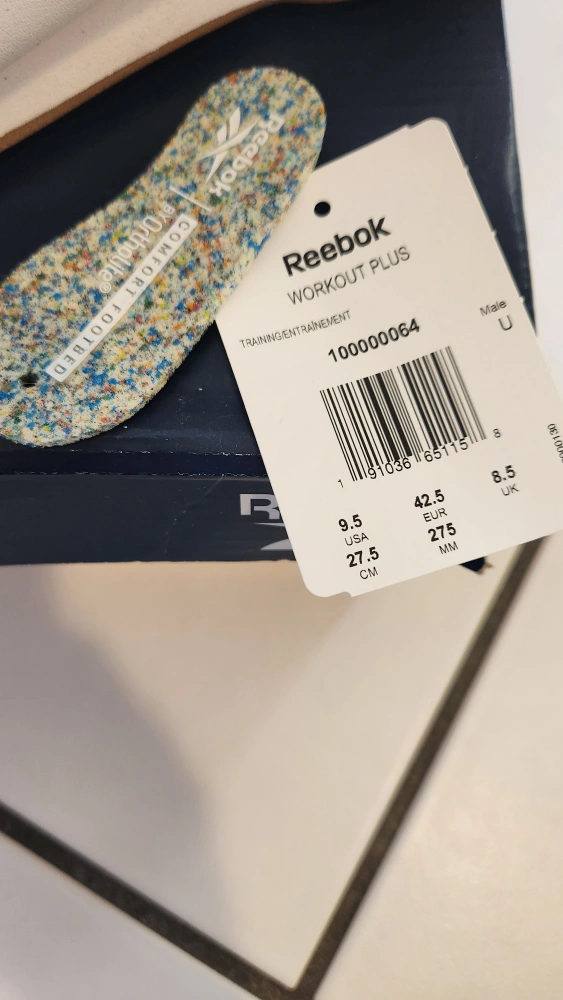 Reebok
BY Ortholite®
COMFORT FOOTBED
Reebok
WORKOUT PLUS
TRAINING/ENTRAÎNEMENT
Male
U
100000064
1 91036 65115 8
9.5 USA
42.5 EUR
8.5 UK
27.5 CM
275 MM